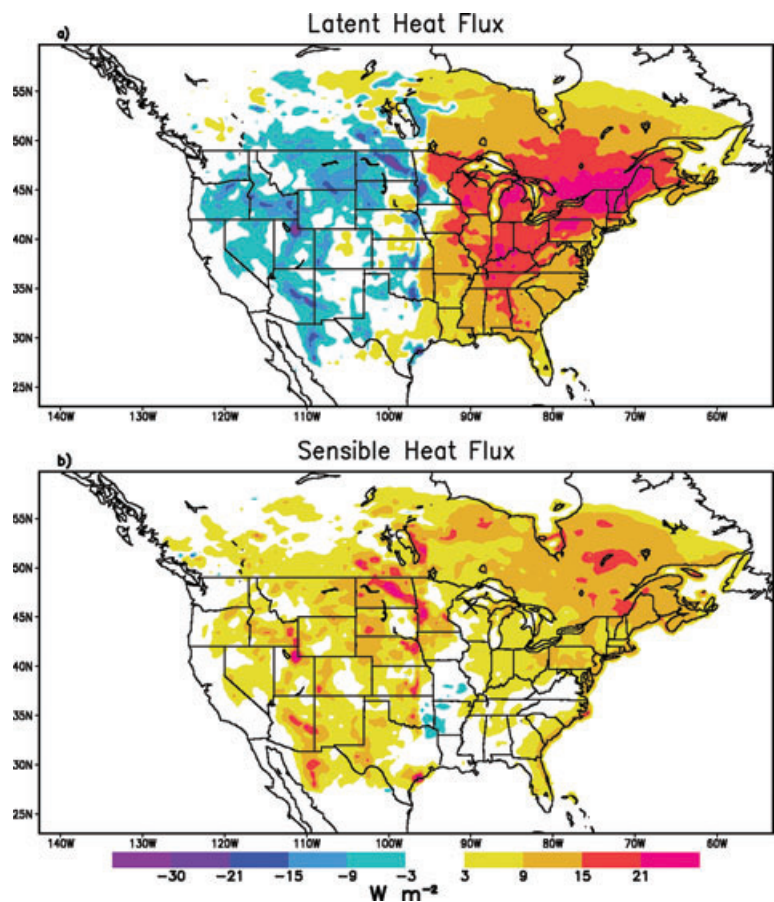 Latent Heat Flux
a)
55N
50N
45N
40N
35N
30N
25N
140W 130W 120W 110W 100W 90W 80W 70W 60W
Sensible Heat Flux
b)
55N
50N
45N
40N
35N
30N
25N
140W 130W 120W 110W 100W 90W 80W 70W 60W
-30 -21 -15 -9 -3 3 9 15 21
W m⁻²